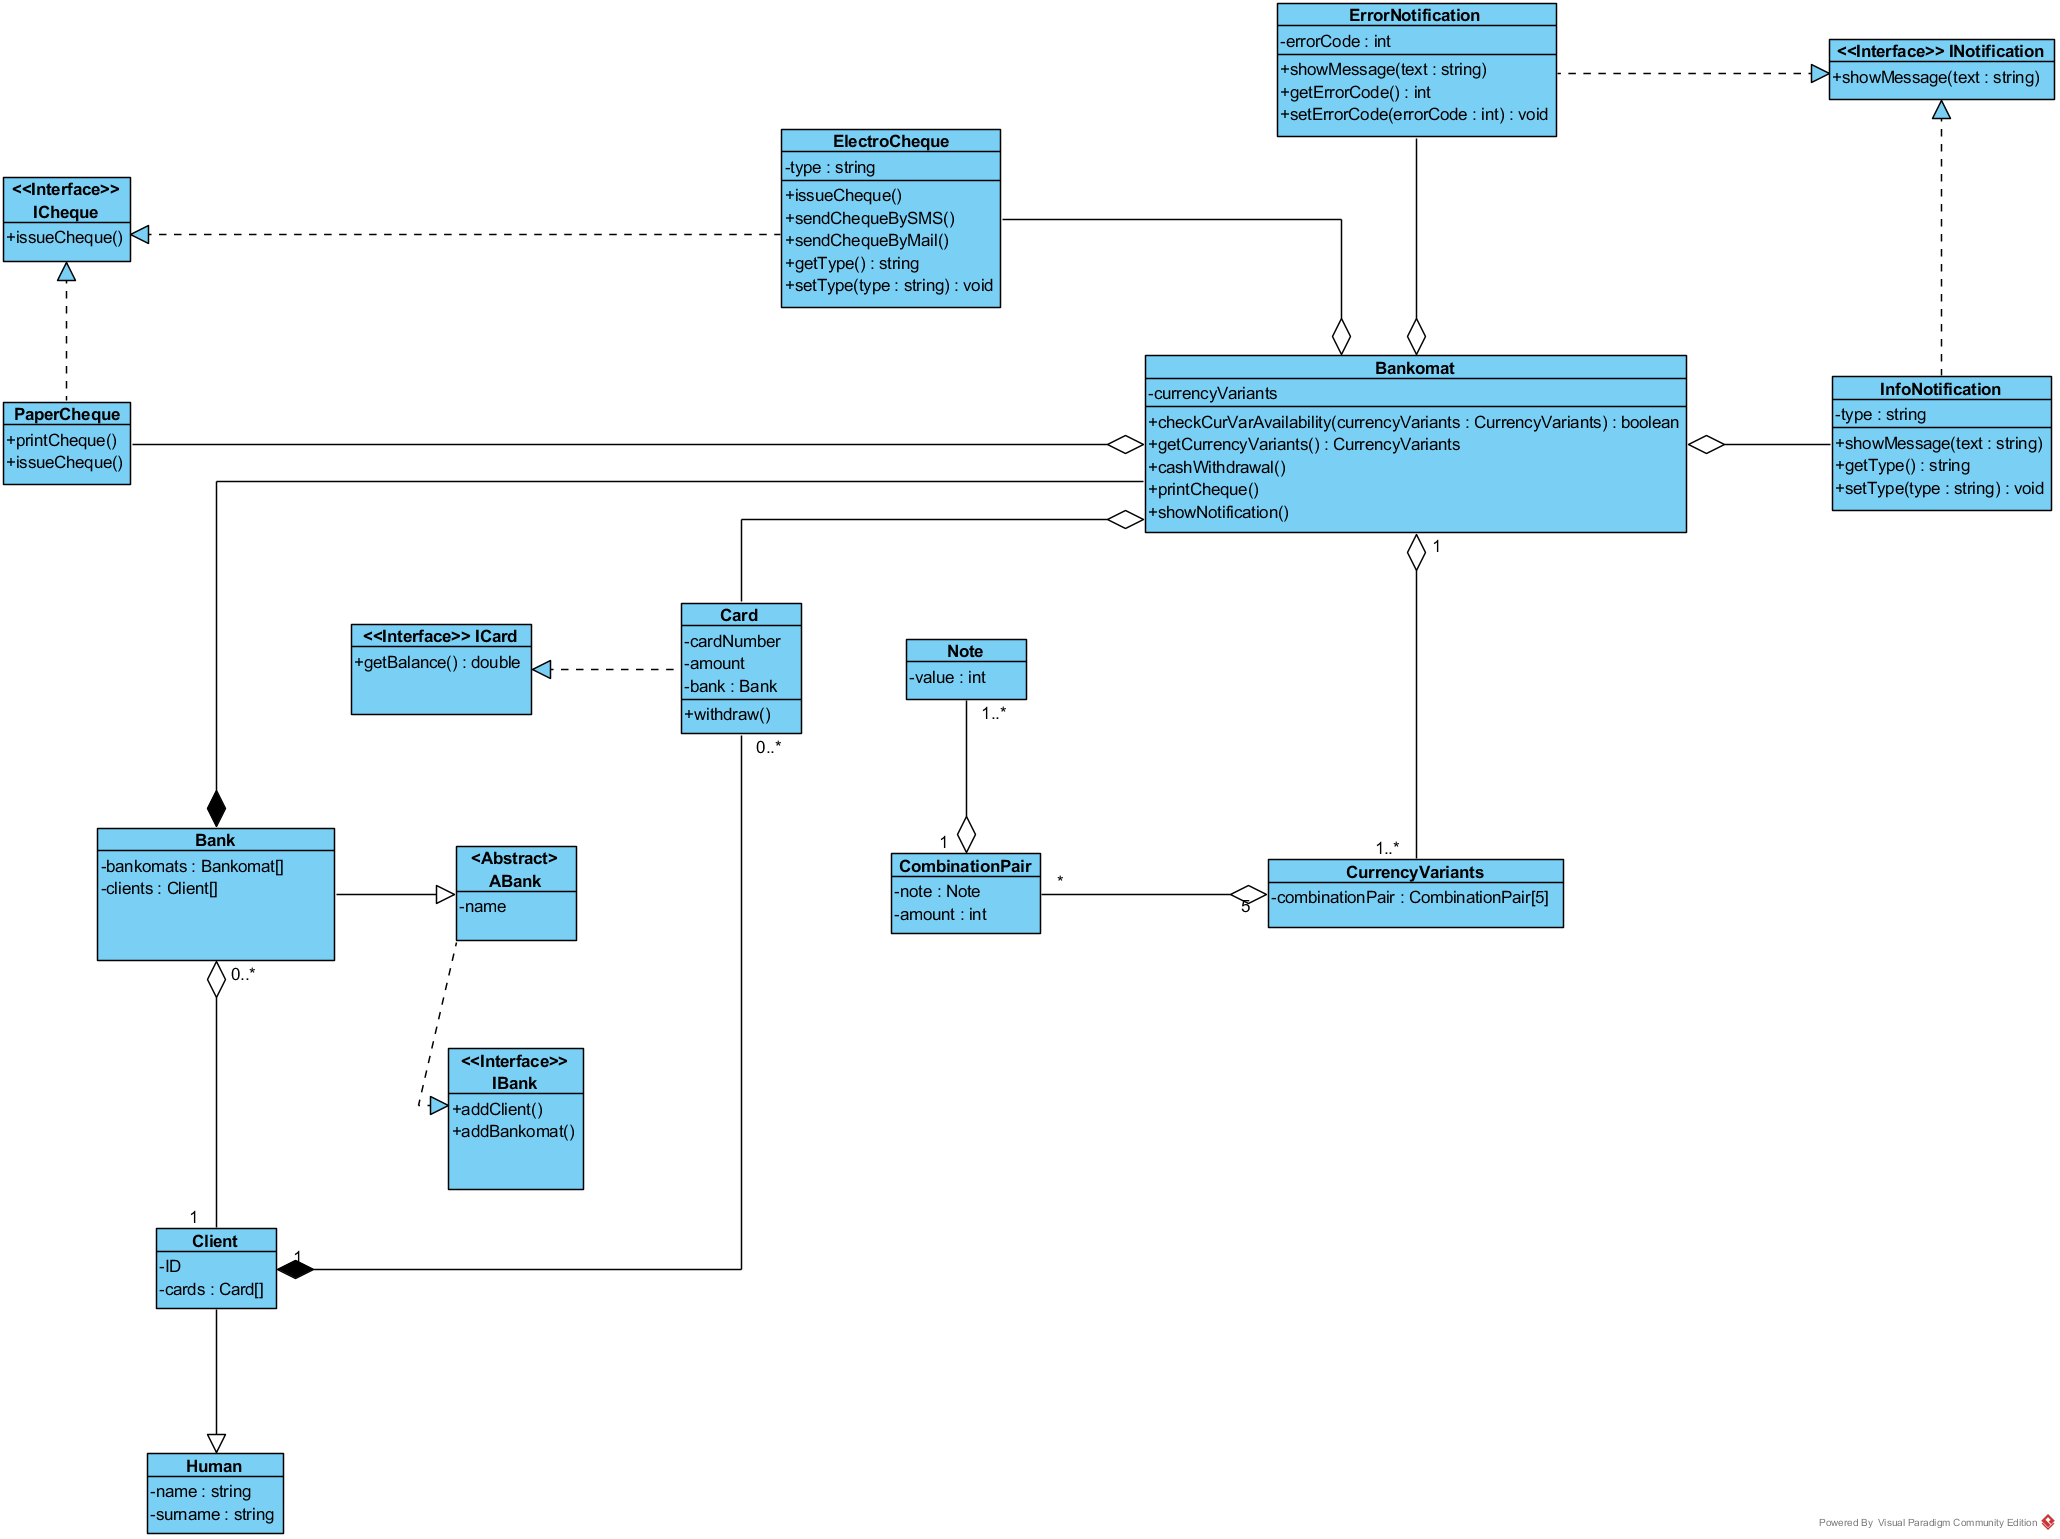 ErrorNotification
-errorCode : int
+showMessage(text : string)
+getErrorCode() : int
+setErrorCode(errorCode : int) : void
<<Interface>> INotification
+showMessage(text : string)
ElectroCheque
-type : string
+issueCheque()
+sendChequeBySMS()
+sendChequeByMail()
+getType() : string
+setType(type : string) : void
<<Interface>>
ICheque
+issueCheque()
PaperCheque
+printCheque()
+issueCheque()
Bankomat
-currencyVariants
+checkCurVarAvailability(currencyVariants : CurrencyVariants) : boolean
+getCurrencyVariants() : CurrencyVariants
+cashWithdrawal()
+printCheque()
+showNotification()
1
InfoNotification
-type : string
+showMessage(text : string)
+getType() : string
+setType(type : string) : void
<<Interface>> ICard
+getBalance() : double
Card
-cardNumber
-amount
-bank : Bank
+withdraw()
0..*
Note
-value : int
1..*
1
CombinationPair
-note : Note
-amount : int
*
5
1..*
CurrencyVariants
-combinationPair : CombinationPair[5]
Bank
-bankomats : Bankomat[]
-clients : Client[]
0..*
<Abstract>
ABank
-name
<<Interface>>
IBank
+addClient()
+addBankomat()
1
Client
-ID
-cards : Card[]
1
Human
-name : string
-surname : string
Powered By Visual Paradigm Community Edition